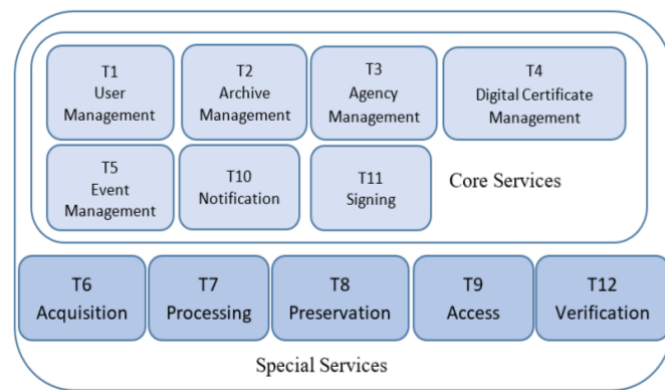 T1
User
Management
T2
Archive
Management
T3
Agency
Management
T4
Digital Certificate
Management
T5
Event
Management
T10
Notification
T11
Signing
Core Services
T6
Acquisition
T7
Processing
T8
Preservation
T9
Access
T12
Verification
Special Services